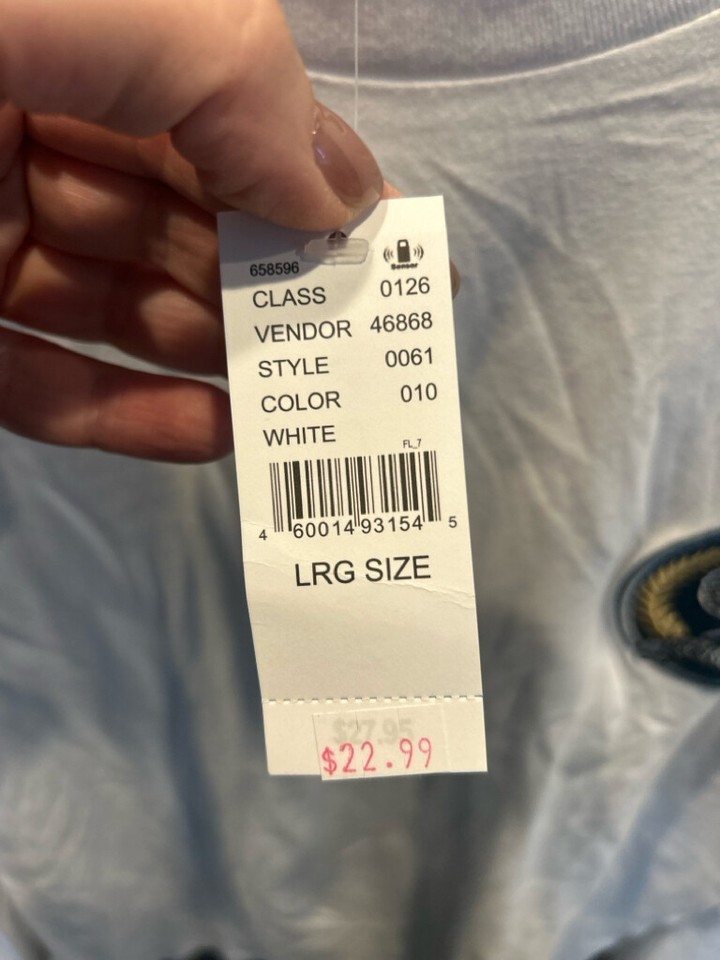 658596
Sensor
CLASS 0126
VENDOR 46868
STYLE 0061
COLOR 010
WHITE
FL_7
4 60014 93154 5
LRG SIZE
$27.95
$22.99